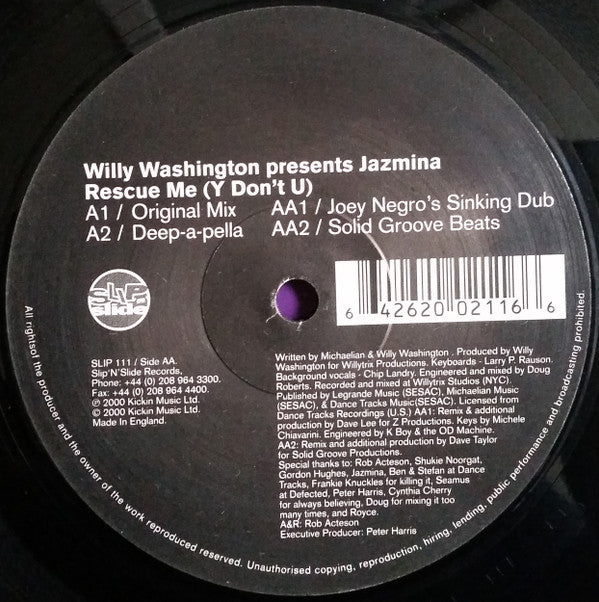 Willy Washington presents Jazmina
Rescue Me (Y Don't U)
A1 / Original Mix
A2 / Deep-a-pella
AA1 / Joey Negro's Sinking Dub
AA2 / Solid Groove Beats
SLIP n
slide
6 42620 02116 6
SLIP 111 / Side AA.
Slip'N'Slide Records,
Phone: +44 (0) 208 964 3300.
Fax: +44 (0) 208 964 4400.
℗ 2000 Kickin Music Ltd.
© 2000 Kickin Music Ltd.
Made In England.
Written by Michaelian & Willy Washington . Produced by Willy
Washington for Willytrix Productions. Keyboards - Larry P. Rauson.
Background vocals - Chip Landry. Engineered and mixed by Doug
Roberts. Recorded and mixed at Willytrix Studios (NYC).
Published by Legrande Music (SESAC), Michaelian Music
(SESAC), & Dance Tracks Music(SESAC). Licensed from
Dance Tracks Recordings (U.S.) AA1: Remix & additional
production by Dave Lee for Z Productions. Keys by Michele
Chiavarini. Engineered by K Boy & the OD Machine.
AA2: Remix and additional production by Dave Taylor
for Solid Groove Productions.
Special thanks to: Rob Acteson, Shukie Noorgat,
Gordon Hughes, Jazmina, Ben & Stefan at Dance
Tracks, Frankie Knuckles for killing it, Seamus
at Defected, Peter Harris, Cynthia Cherry
for always believing, Doug for mixing it too
many times, and Royce.
A&R: Rob Acteson
Executive Producer: Peter Harris
All rightsof the producer and the owner of the work reproduced reserved. Unauthorised copying, reproduction, hiring, lending, public performance and broadcasting prohibited.